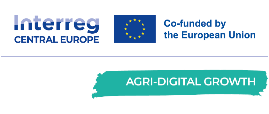 Interreg
CENTRAL EUROPE
Co-funded by
the European Union
AGRI-DIGITAL GROWTH